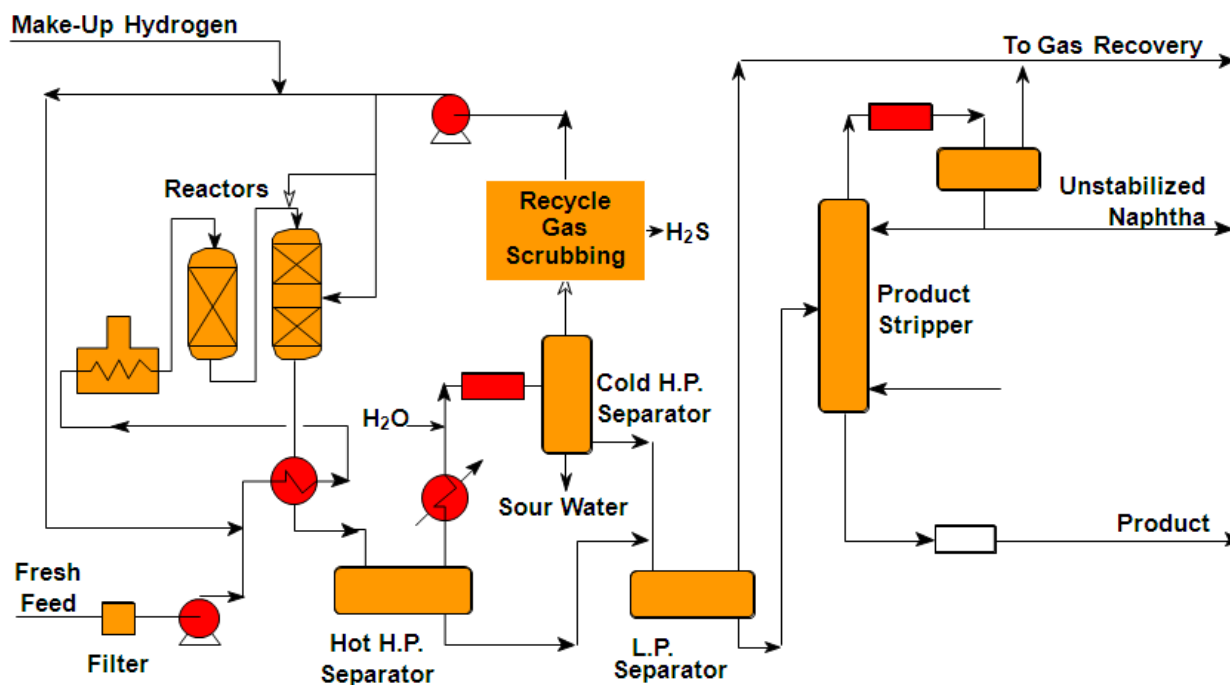 Make-Up Hydrogen
To Gas Recovery
Reactors
Recycle
Gas
Scrubbing
H₂S
Unstabilized
Naphtha
Product
Stripper
Cold H.P.
Separator
H₂O
Sour Water
Product
Fresh
Feed
Filter
Hot H.P.
Separator
L.P.
Separator